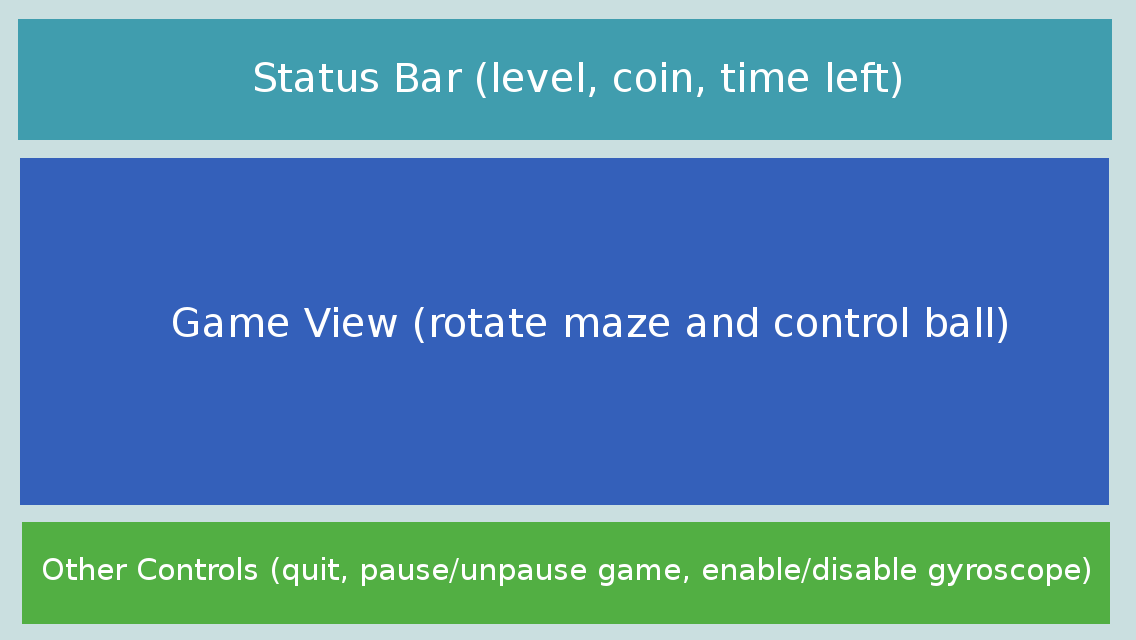 Status Bar (level, coin, time left)
Game View (rotate maze and control ball)
Other Controls (quit, pause/unpause game, enable/disable gyroscope)